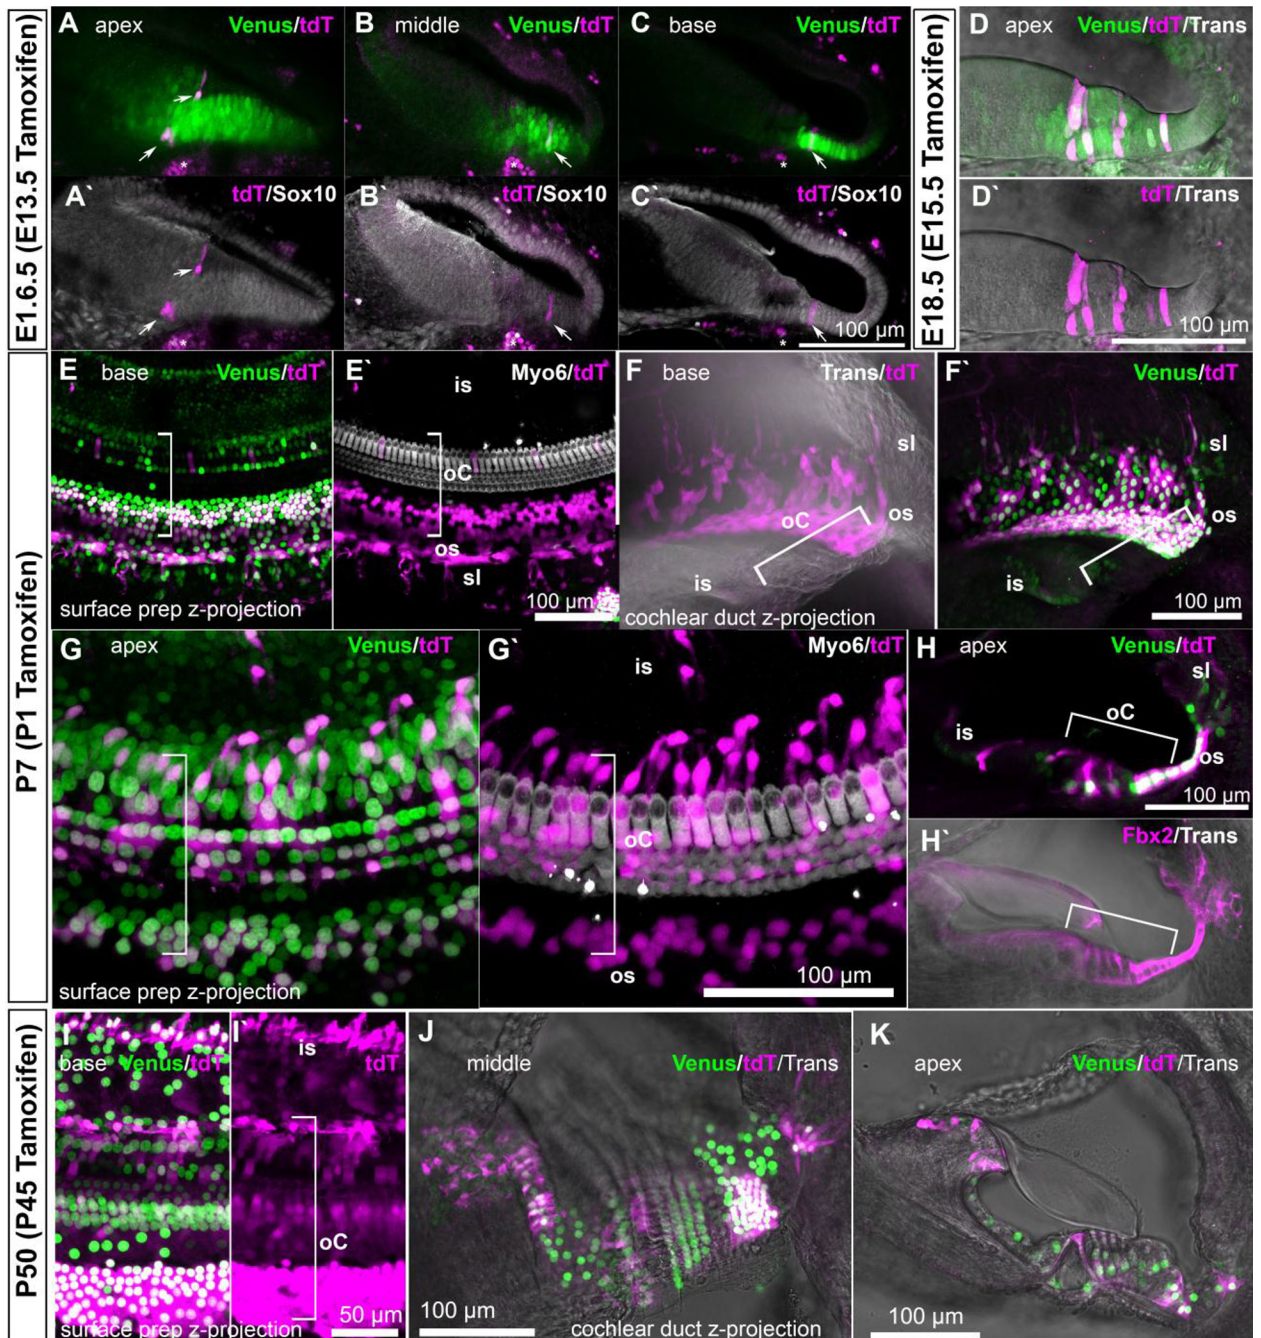 E1.6.5 (E13.5 Tamoxifen)
A apex Venus/tdT
B middle Venus/tdT
C base Venus/tdT
A` tdT/Sox10
*
B` tdT/Sox10
*
C` tdT/Sox10
*
100 µm
E18.5 (E15.5 Tamoxifen)
D apex Venus/tdT/Trans
D` tdT/Trans
100 µm
P7 (P1 Tamoxifen)
E base Venus/tdT
surface prep z-projection
E` Myo6/tdT
is
oC
os
sl
100 µm
F base Trans/tdT
sl
oC
os
is
cochlear duct z-projection
F` Venus/tdT
sl
os
is
100 µm
G apex Venus/tdT
surface prep z-projection
G` Myo6/tdT
is
oC
os
100 µm
H apex Venus/tdT
sl
oC
is
os
100 µm
H` Fbx2/Trans
P50 (P45 Tamoxifen)
I
base Venus/tdT
surface prep z-projection
I` is tdT
oC
50 µm
J
middle Venus/tdT/Trans
100 µm cochlear duct z-projection
K
apex Venus/tdT/Trans
100 µm